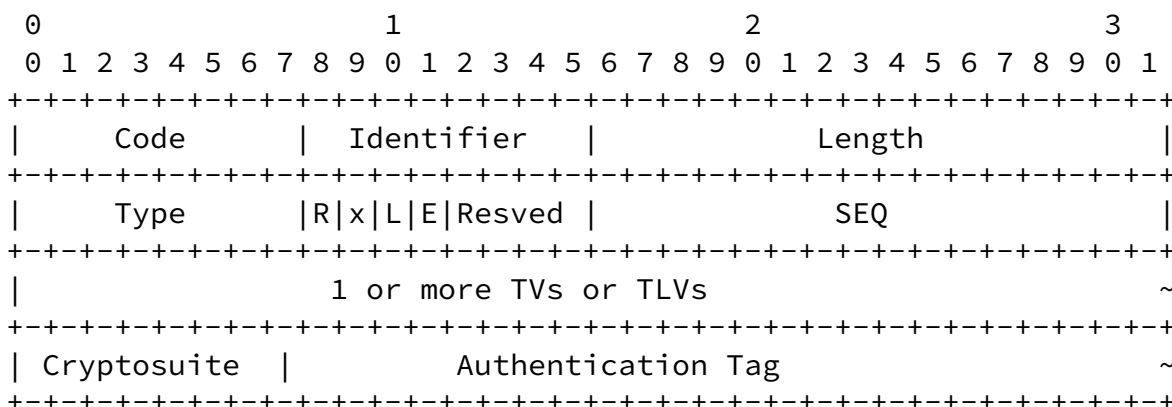 0                   1                   2                   3
 0 1 2 3 4 5 6 7 8 9 0 1 2 3 4 5 6 7 8 9 0 1 2 3 4 5 6 7 8 9 0 1
+-+-+-+-+-+-+-+-+-+-+-+-+-+-+-+-+-+-+-+-+-+-+-+-+-+-+-+-+-+-+-+-+
|     Code      |  Identifier   |            Length             |
+-+-+-+-+-+-+-+-+-+-+-+-+-+-+-+-+-+-+-+-+-+-+-+-+-+-+-+-+-+-+-+-+
|     Type      |R|x|L|E|Resved |             SEQ               |
+-+-+-+-+-+-+-+-+-+-+-+-+-+-+-+-+-+-+-+-+-+-+-+-+-+-+-+-+-+-+-+-+
|                 1 or more TVs or TLVs                         ~
+-+-+-+-+-+-+-+-+-+-+-+-+-+-+-+-+-+-+-+-+-+-+-+-+-+-+-+-+-+-+-+-+
| Cryptosuite  |         Authentication Tag                     ~
+-+-+-+-+-+-+-+-+-+-+-+-+-+-+-+-+-+-+-+-+-+-+-+-+-+-+-+-+-+-+-+-+